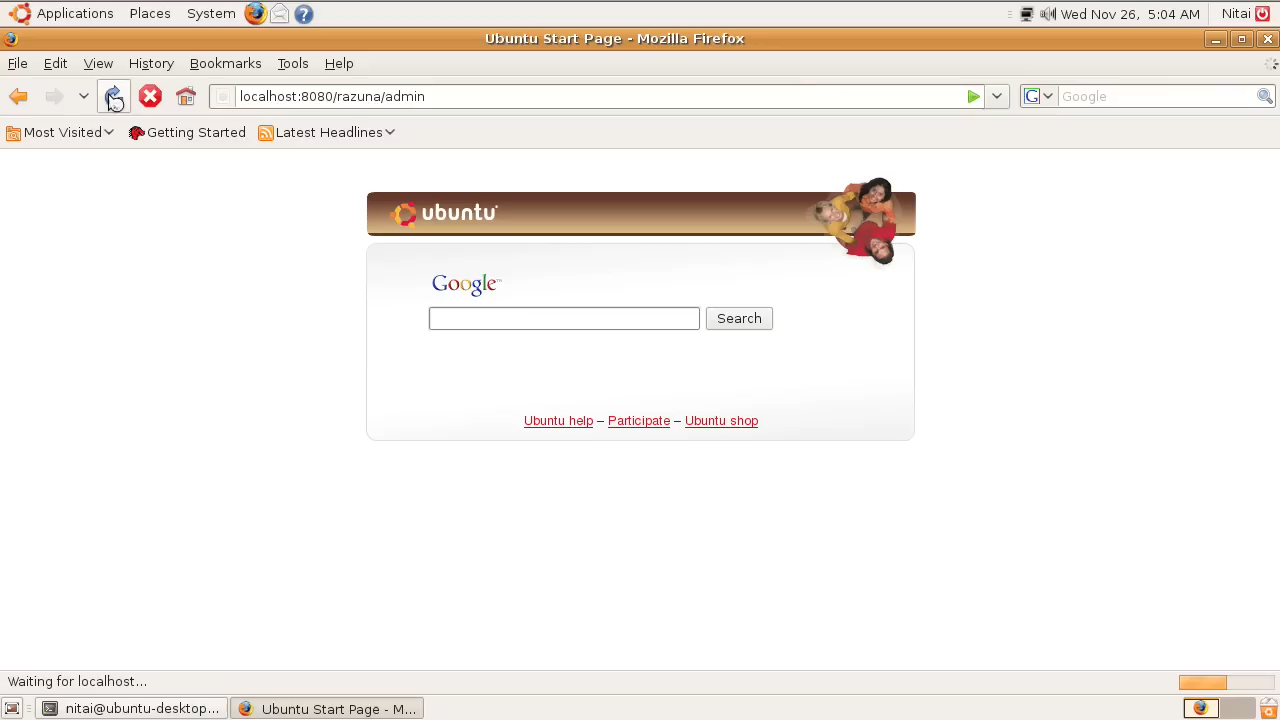 Applications Places System Wed Nov 26, 5:04 AM Nitai
Ubuntu Start Page - Mozilla Firefox
File Edit View History Bookmarks Tools Help
localhost:8080/razuna/admin G Google
Most Visited Getting Started Latest Headlines
ubuntu
Google™
Search
Ubuntu help – Participate – Ubuntu shop
Waiting for localhost...
nitai@ubuntu-desktop... Ubuntu Start Page - M...